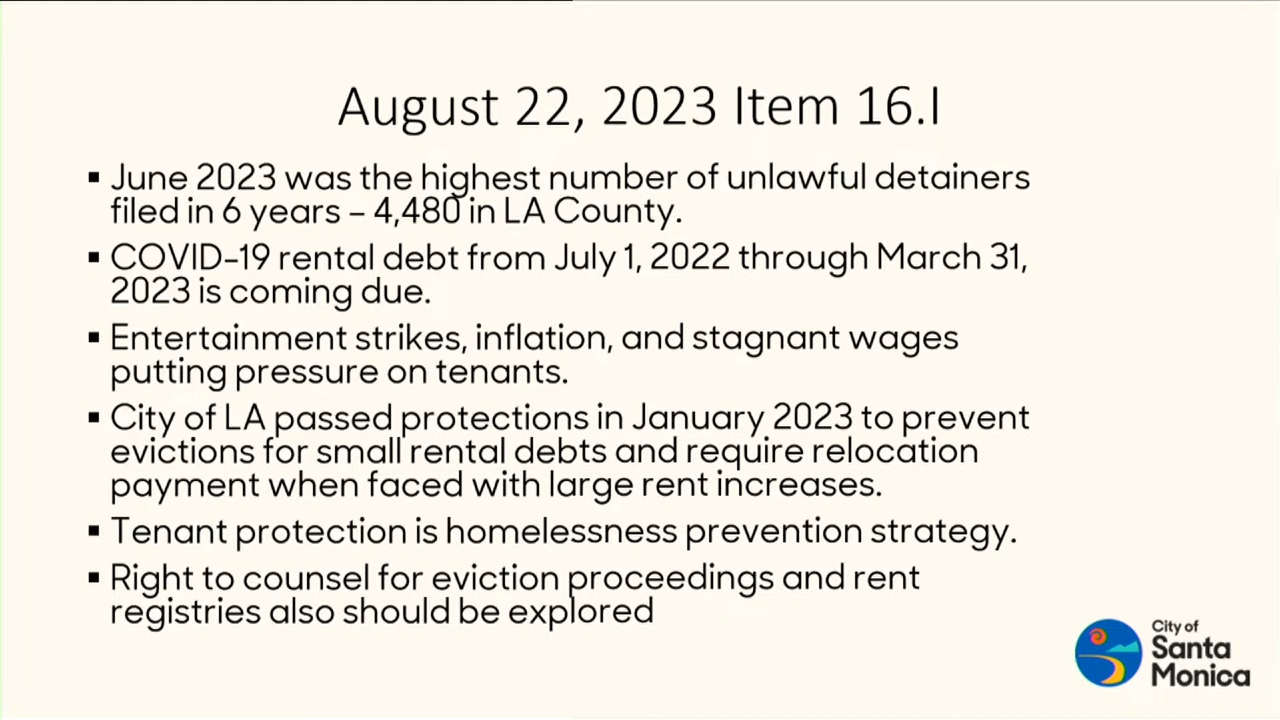 August 22, 2023 Item 16.I
▪ June 2023 was the highest number of unlawful detainers
filed in 6 years – 4,480 in LA County.
▪ COVID-19 rental debt from July 1, 2022 through March 31,
2023 is coming due.
▪ Entertainment strikes, inflation, and stagnant wages
putting pressure on tenants.
▪ City of LA passed protections in January 2023 to prevent
evictions for small rental debts and require relocation
payment when faced with large rent increases.
▪ Tenant protection is homelessness prevention strategy.
▪ Right to counsel for eviction proceedings and rent
registries also should be explored
City of
Santa
Monica